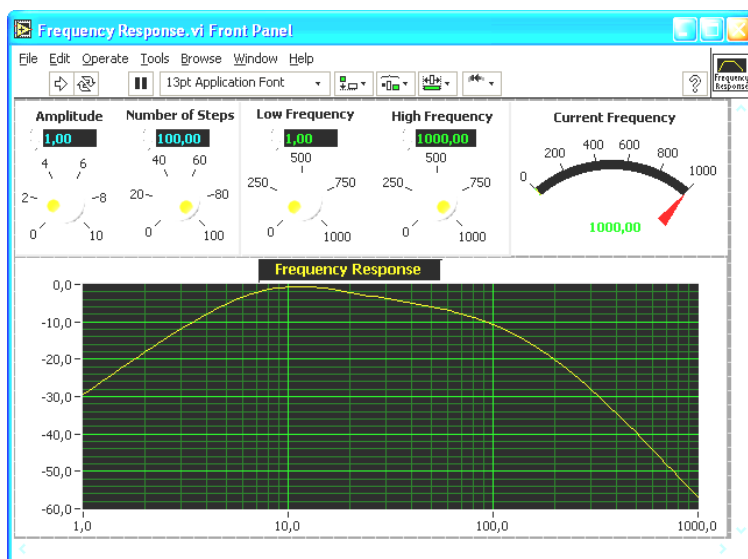 Frequency Response.vi Front Panel
File Edit Operate Tools Browse Window Help
13pt Application Font
?
Frequency
Response
Amplitude
1,00
0 2 4 6 8 10
Number of Steps
100,00
20 40 60 80 100
0
Low Frequency
1,00
0 250 500 750 1000
High Frequency
1000,00
0 250 500 750 1000
Current Frequency
0 200 400 600 800 1000
1000,00
Frequency Response
0,0
-10,0
-20,0
-30,0
-40,0
-50,0
-60,0
1,0 10,0 100,0 1000,0